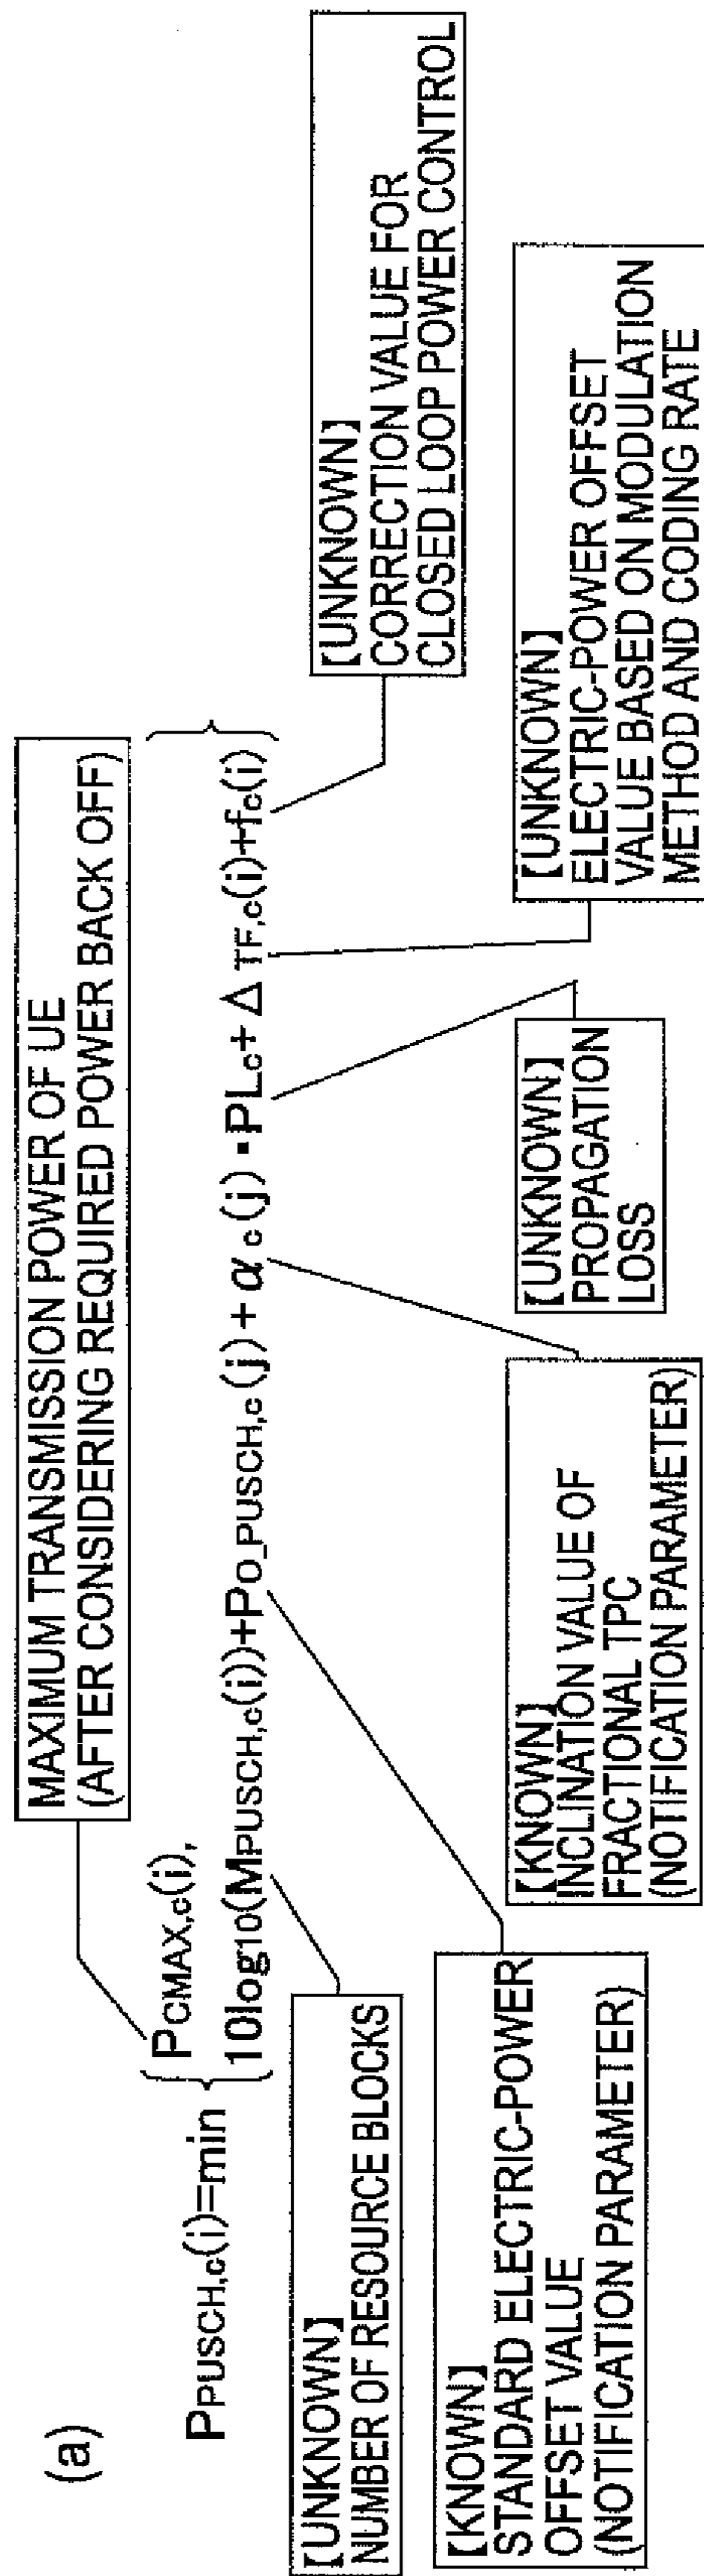 (a)
MAXIMUM TRANSMISSION POWER OF UE
(AFTER CONSIDERING REQUIRED POWER BACK OFF)
PPUSCH,c(i)=min { PCMAX,c(i),
10log10(MPUSCH,c(i))+PO_PUSCH,c(j)+αc(j)・PLc+ΔTF,c(i)+fc(i) }
【UNKNOWN】
NUMBER OF RESOURCE BLOCKS
【KNOWN】
STANDARD ELECTRIC-POWER
OFFSET VALUE
(NOTIFICATION PARAMETER)
【KNOWN】
INCLINATION VALUE OF
FRACTIONAL TPC
(NOTIFICATION PARAMETER)
【UNKNOWN】
PROPAGATION
LOSS
【UNKNOWN】
ELECTRIC-POWER OFFSET
VALUE BASED ON MODULATION
METHOD AND CODING RATE
【UNKNOWN】
CORRECTION VALUE FOR
CLOSED LOOP POWER CONTROL